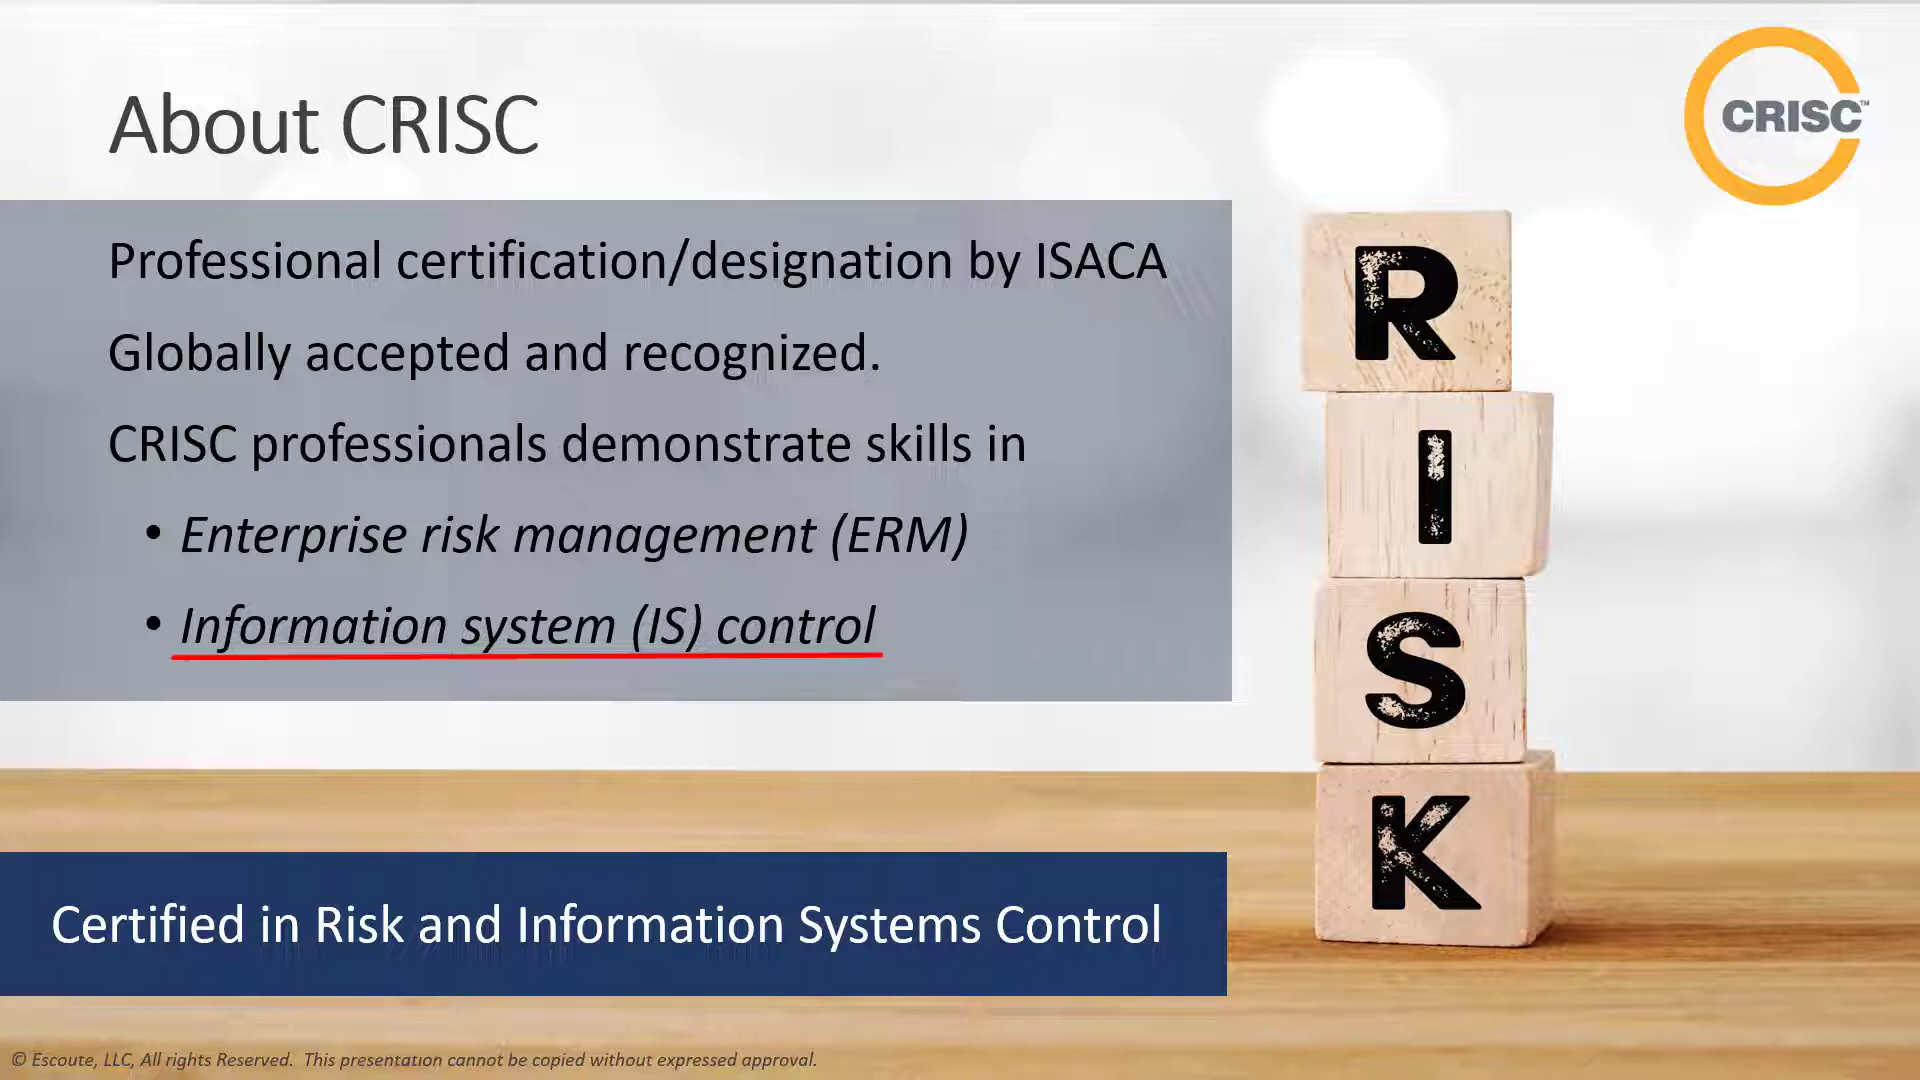 About CRISC
CRISC™
Professional certification/designation by ISACA
Globally accepted and recognized.
CRISC professionals demonstrate skills in
• Enterprise risk management (ERM)
• Information system (IS) control
R
I
S
K
Certified in Risk and Information Systems Control
© Escoute, LLC, All rights Reserved. This presentation cannot be copied without expressed approval.